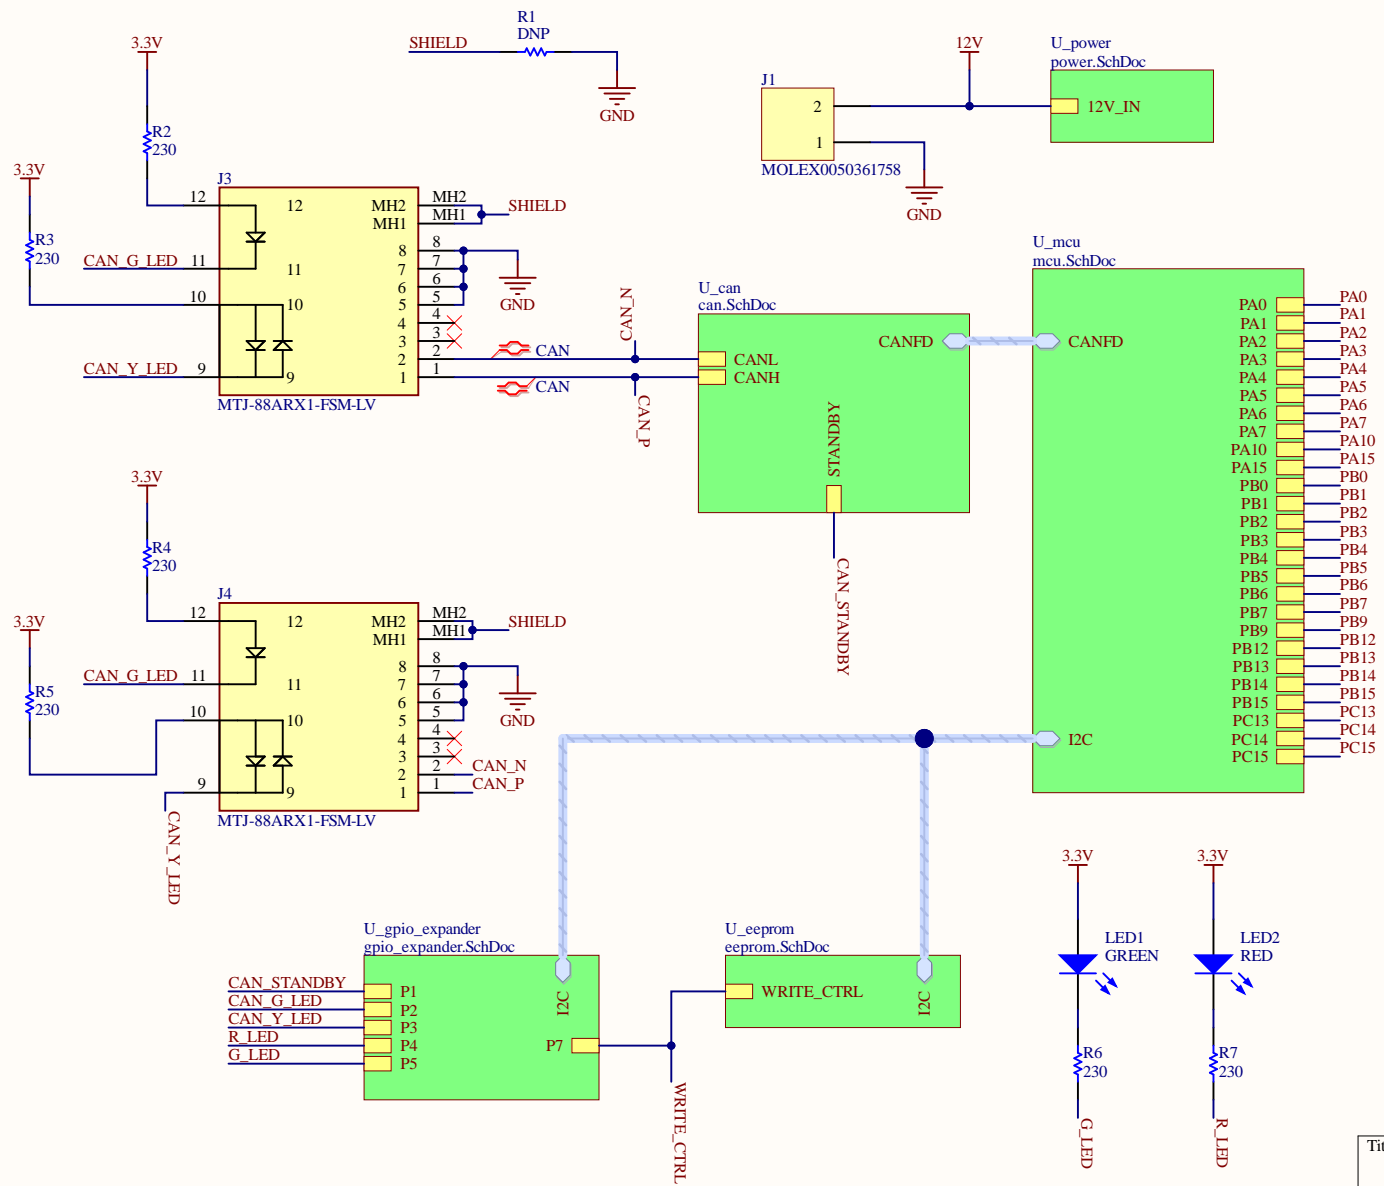 R1
DNP
SHIELD
GND
3.3V
R2
230
3.3V
R3
230
J3
12
12
CAN_G_LED
11
11
10
10
CAN_Y_LED
9
9
MH2
MH2
MH1
MH1
SHIELD
8
8
7
7
6
6
5
5
4
4
3
3
2
2
1
1
GND
MTJ-88ARX1-FSM-LV
CAN
CAN
CAN_N
CAN_P
12V
J1
2
1
MOLEX0050361758
GND
U_power
power.SchDoc
12V_IN
U_can
can.SchDoc
CANFD
CANL
CANH
STANDBY
CAN_STANDBY
U_mcu
mcu.SchDoc
CANFD
I2C
PA0
PA0
PA1
PA1
PA2
PA2
PA3
PA3
PA4
PA4
PA5
PA5
PA6
PA6
PA7
PA7
PA10
PA10
PA15
PA15
PB0
PB0
PB1
PB1
PB2
PB2
PB3
PB3
PB4
PB4
PB5
PB5
PB6
PB6
PB7
PB7
PB9
PB9
PB12
PB12
PB13
PB13
PB14
PB14
PB15
PB15
PC13
PC13
PC14
PC14
PC15
PC15
3.3V
R4
230
3.3V
R5
230
J4
12
12
CAN_G_LED
11
11
10
10
9
9
CAN_Y_LED
MH2
MH2
MH1
MH1
SHIELD
8
8
7
7
6
6
5
5
4
4
3
3
2
2
CAN_N
1
1
CAN_P
GND
MTJ-88ARX1-FSM-LV
U_gpio_expander
gpio_expander.SchDoc
I2C
CAN_STANDBY
P1
CAN_G_LED
P2
CAN_Y_LED
P3
R_LED
P4
G_LED
P5
P7
WRITE_CTRL
U_eeprom
eeprom.SchDoc
WRITE_CTRL
I2C
3.3V
LED1
GREEN
R6
230
G_LED
3.3V
LED2
RED
R7
230
R_LED
Tit